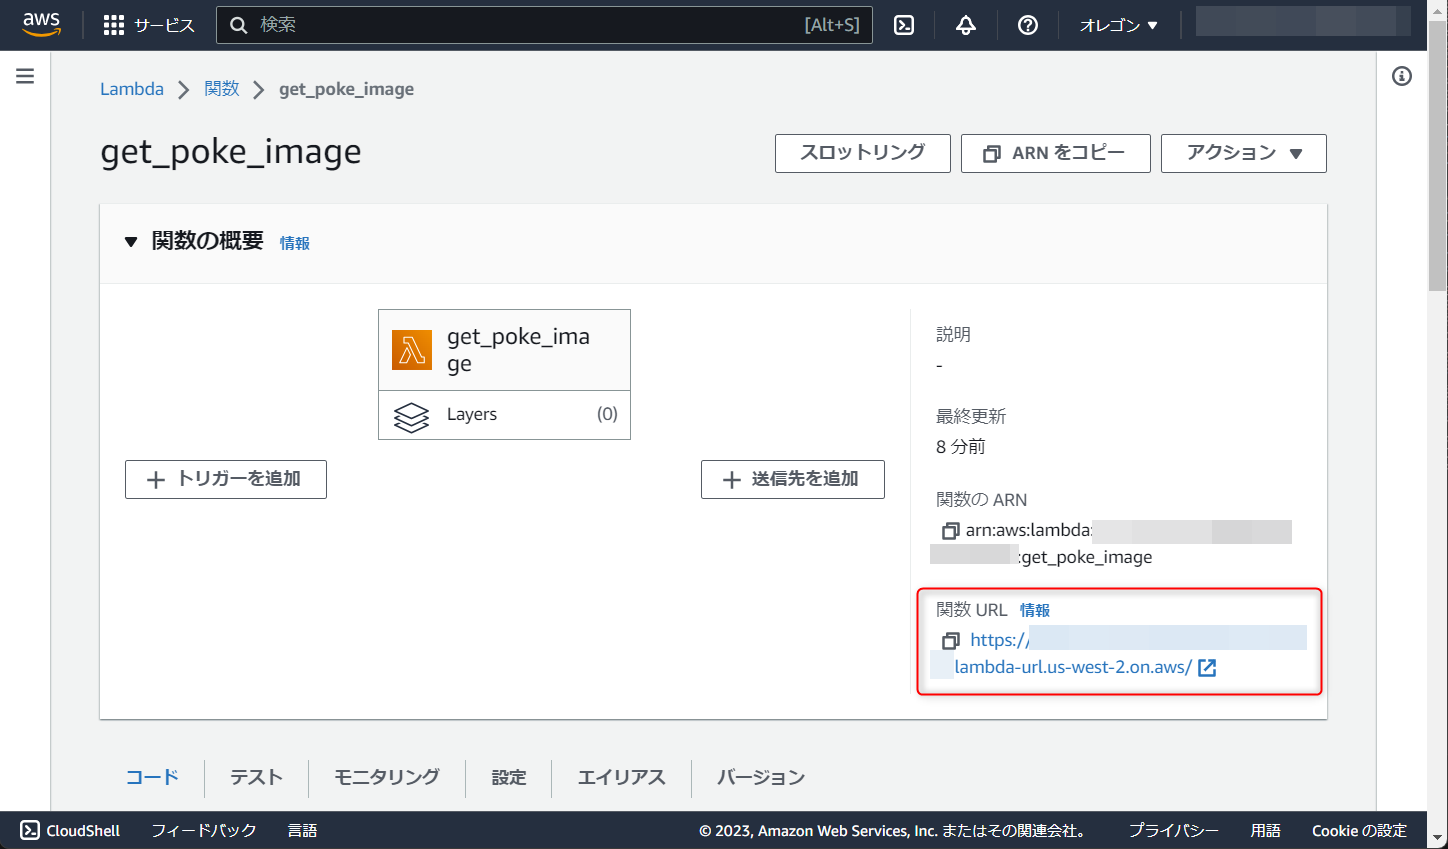 aws
サービス
検索
[Alt+S]
オレゴン ▼
Lambda > 関数 > get_poke_image
get_poke_image
スロットリング
ARN をコピー
アクション ▼
▼ 関数の概要 情報
get_poke_ima
ge
Layers (0)
+ トリガーを追加
+ 送信先を追加
説明
-
最終更新
8 分前
関数の ARN
arn:aws:lambda:
:get_poke_image
関数 URL 情報
https://
lambda-url.us-west-2.on.aws/
コード
テスト
モニタリング
設定
エイリアス
バージョン
CloudShell フィードバック 言語 © 2023, Amazon Web Services, Inc. またはその関連会社。 プライバシー 用語 Cookie の設定